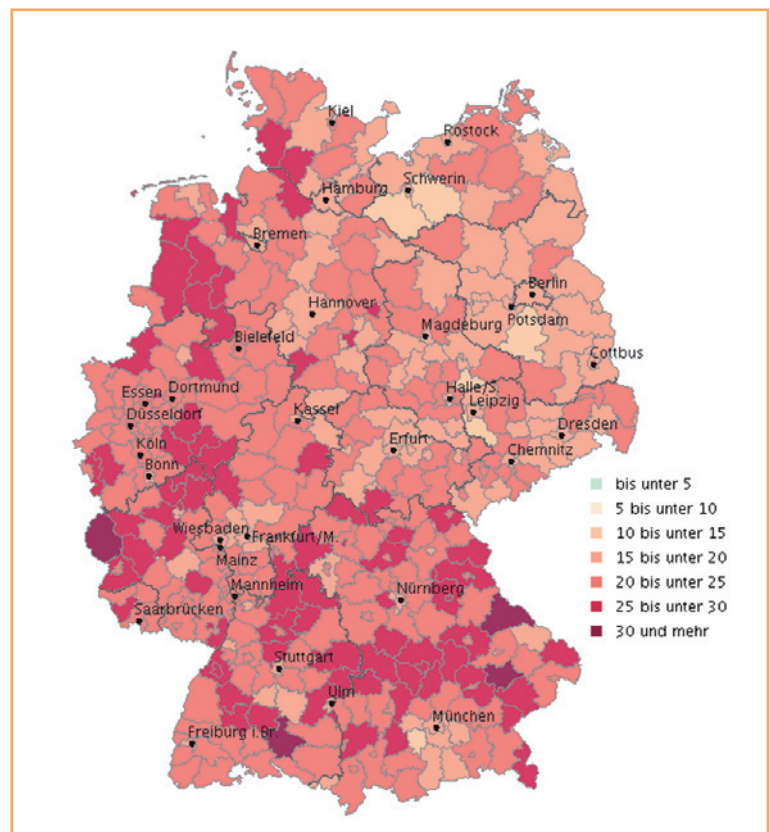 Kiel
Rostock
Schwerin
Hamburg
Bremen
Berlin
Hannover
Potsdam
Magdeburg
Bielefeld
Cottbus
Essen
Dortmund
Halle/S.
Düsseldorf
Leipzig
Kassel
Dresden
Köln
Erfurt
Chemnitz
Bonn
bis unter 5
5 bis unter 10
Wiesbaden
Frankfurt/M.
10 bis unter 15
Mainz
15 bis unter 20
Mannheim
Nürnberg
20 bis unter 25
Saarbrücken
25 bis unter 30
30 und mehr
Stuttgart
Ulm
München
Freiburg i.Br.